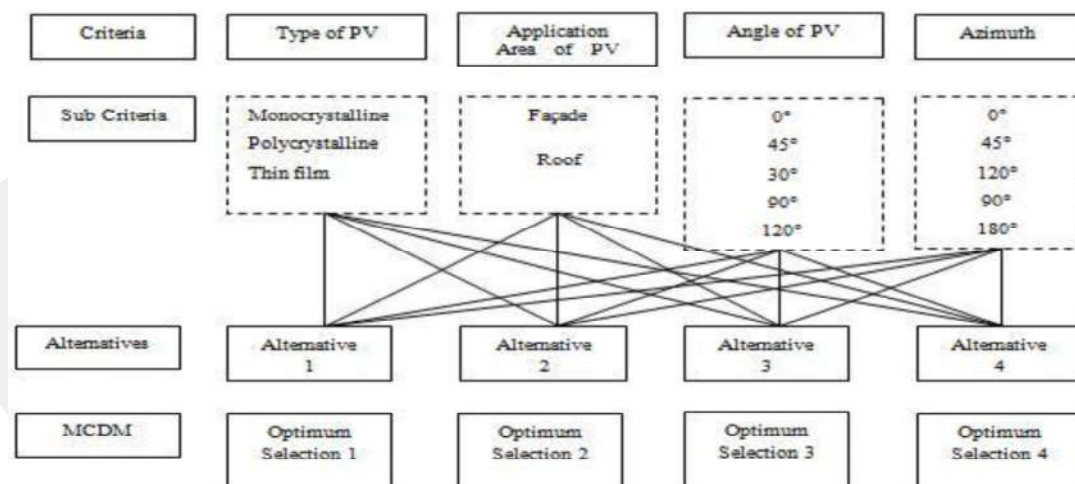 Criteria
Type of PV
Application
Area of PV
Angle of PV
Azimuth
Sub Criteria
Monocrystalline
Polycrystalline
Thin film
Façade
Roof
0°
45°
30°
90°
120°
0°
45°
120°
90°
180°
Alternatives
Alternative
1
Alternative
2
Alternative
3
Alternative
4
MCDM
Optimum
Selection 1
Optimum
Selection 2
Optimum
Selection 3
Optimum
Selection 4